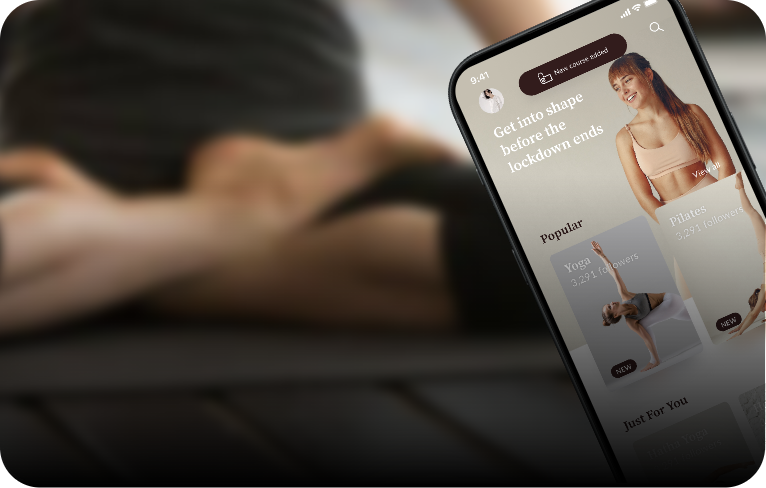 9:41
New course added
Get into shape
before the
lockdown ends
View all
Popular
Yoga
3,291 followers
NEW
Pilates
3,291 followers
NEW
Just For You